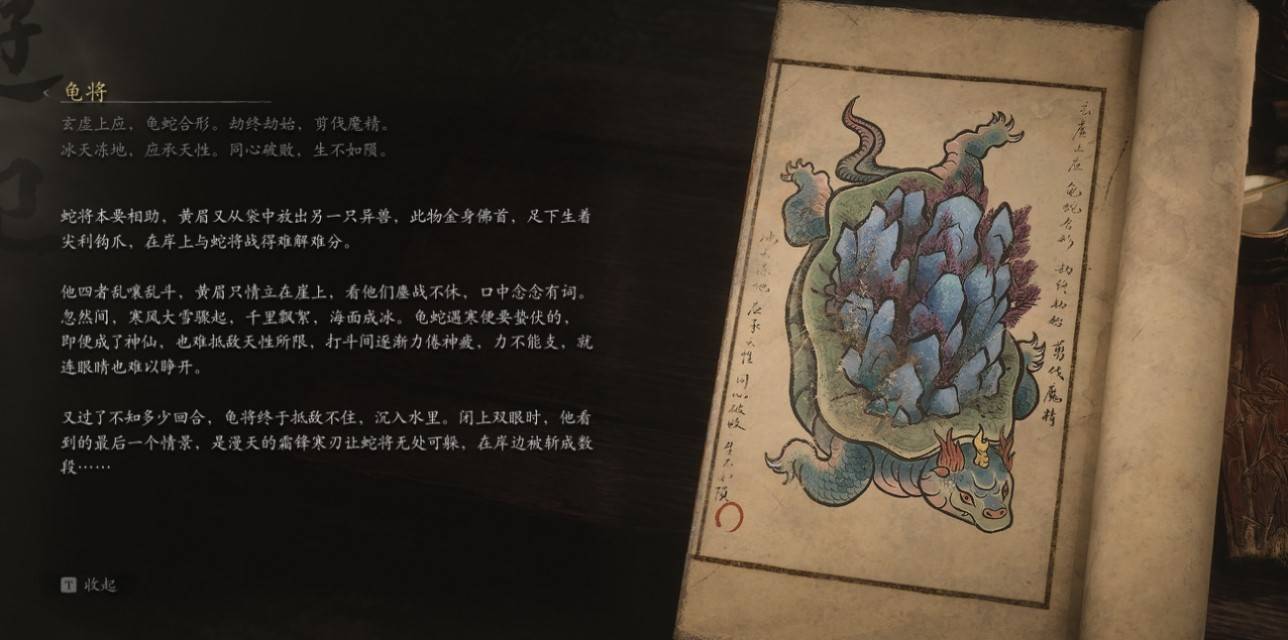 龟将
玄虚上应，龟蛇合形。劫终劫始，剪伐魔精。
冰天冻地，应承天性。同心破败，生不如陨。
蛇将本要相助，黄眉又从袋中放出另一只异兽，此物金身佛首，足下生着
尖利钩爪，在岸上与蛇将战得难解难分。
他四者乱嚷乱斗，黄眉只情立在崖上，看他们鏖战不休，口中念念有词。
忽然间，寒风大雪骤起，千里飘絮，海面成冰。龟蛇遇寒便要蛰伏的，
即便成了神仙，也难抵敌天性所限，打斗间逐渐力倦神疲，力不能支，就
连眼睛也难以睁开。
又过了不知多少回合，龟将终于抵敌不住，沉入水里。闭上双眼时，他看
到的最后一个情景，是漫天的霜锋寒刃让蛇将无处可躲，在岸边被斩成数
段……
T 收起
玄虚上应 龟蛇合形 劫终劫始 剪伐魔精
冰天冻地 应承天性 同心破败 生不如陨